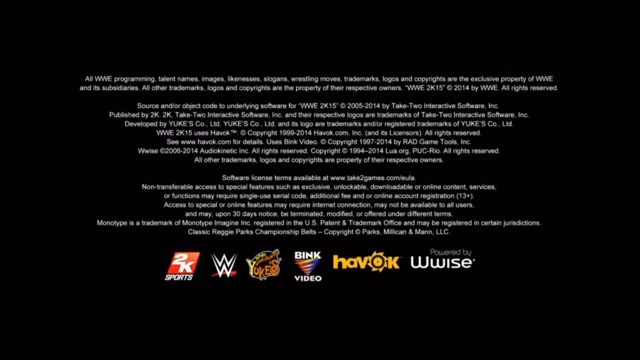 All WWE programming, talent names, images, likenesses, slogans, wrestling moves, trademarks, logos and copyrights are the exclusive property of WWE
and its subsidiaries. All other trademarks, logos and copyrights are the property of their respective owners. "WWE 2K15" © 2014 by WWE. All rights reserved.
Source and/or object code to underlying software for "WWE 2K15" © 2005-2014 by Take-Two Interactive Software, Inc.
Published by 2K. 2K, Take-Two Interactive Software, Inc. and their respective logos are trademarks of Take-Two Interactive Software, Inc.
Developed by YUKE'S Co., Ltd. YUKE'S Co., Ltd. and its logo are trademarks and/or registered trademarks of YUKE'S Co., Ltd.
WWE 2K15 uses Havok™. © Copyright 1999-2014 Havok.com, Inc. (and its Licensors). All rights reserved.
See www.havok.com for details. Uses Bink Video. © Copyright 1997-2014 by RAD Game Tools, Inc.
Wwise ©2006-2014 Audiokinetic Inc. All rights reserved. Copyright © 1994–2014 Lua.org, PUC-Rio. All rights reserved.
All other trademarks, logos and copyrights are property of their respective owners.
Software license terms available at www.take2games.com/eula.
Non-transferable access to special features such as exclusive, unlockable, downloadable or online content, services,
or functions may require single-use serial code, additional fee and or online account registration (13+).
Access to special or online features may require internet connection, may not be available to all users,
and may, upon 30 days notice, be terminated, modified, or offered under different terms.
Monotype is a trademark of Monotype Imagine Inc. registered in the U.S. Patent & Trademark Office and may be registered in certain jurisdictions.
Classic Reggie Parks Championship Belts – Copyright © Parks, Millican & Mann, LLC.
2K
SPORTS
W
YUKE'S
BINK
VIDEO
havok
Powered by
Wwise